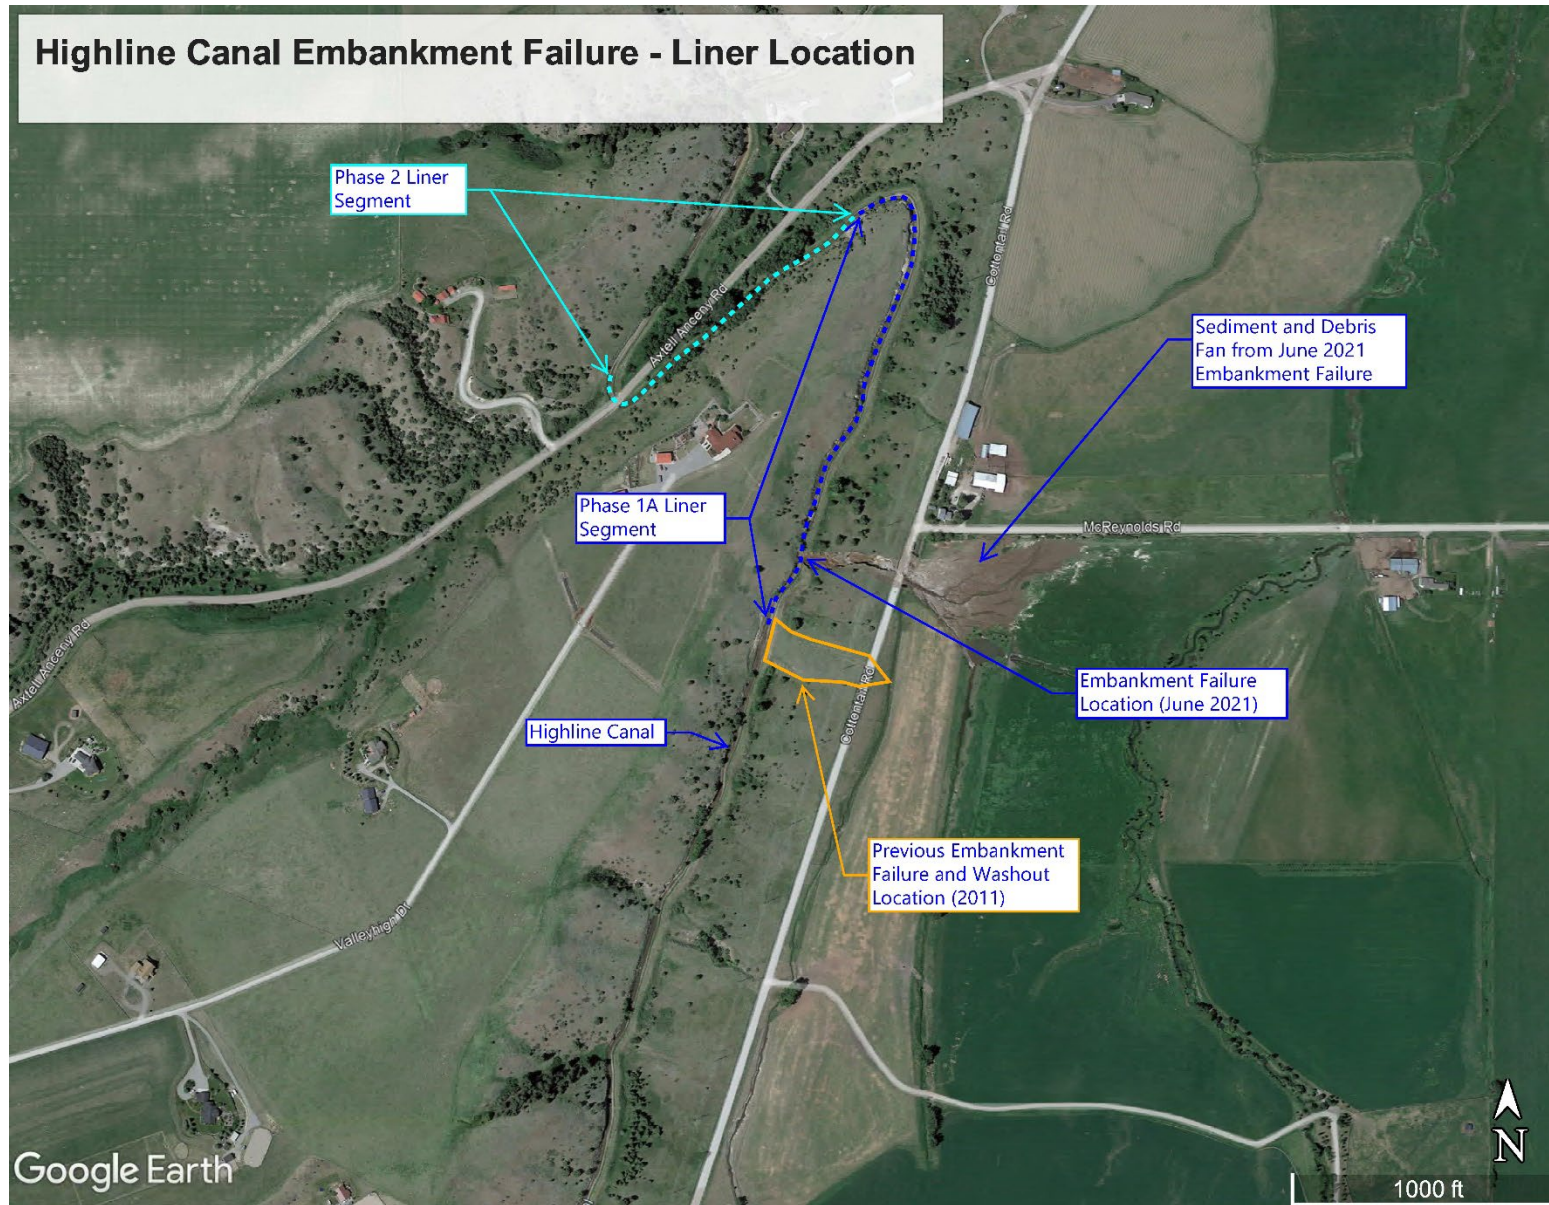 Highline Canal Embankment Failure - Liner Location
Phase 2 Liner
Segment
Cottontail Rd
Axtell Anceny Rd
Sediment and Debris
Fan from June 2021
Embankment Failure
Phase 1A Liner
Segment
McReynolds Rd
Axtell Anceny Rd
Embankment Failure
Location (June 2021)
Cottontail Rd
Highline Canal
Previous Embankment
Failure and Washout
Location (2011)
Valleyhigh Dr
N
Google Earth
1000 ft